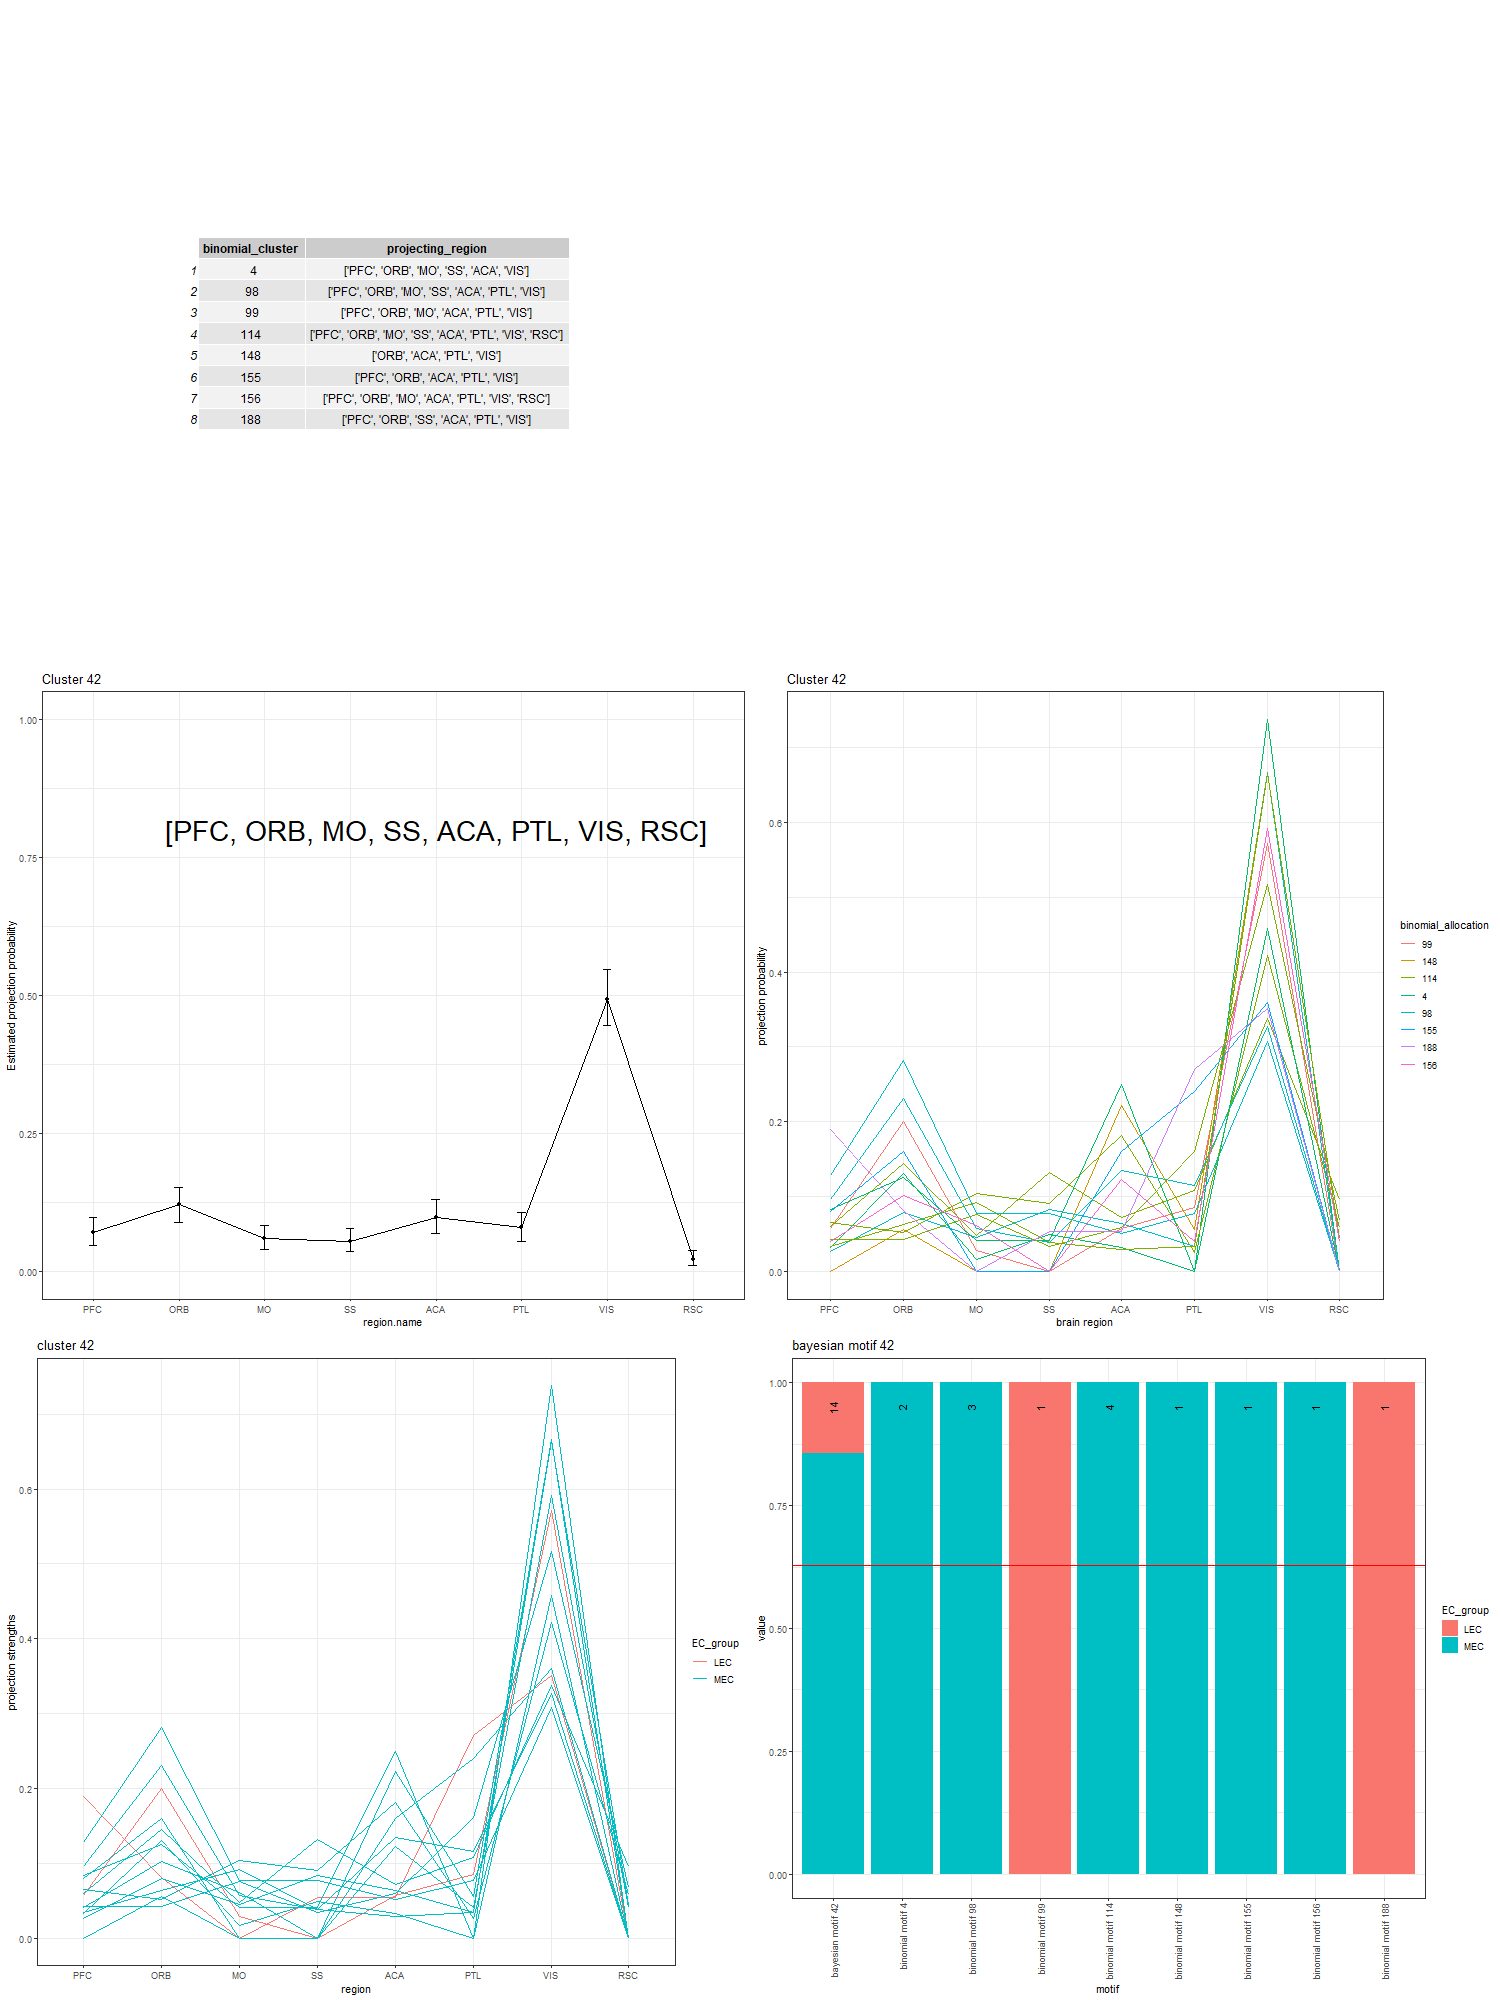 binomial_cluster projecting_region
1 4 ['PFC', 'ORB', 'MO', 'SS', 'ACA', 'VIS']
2 98 ['PFC', 'ORB', 'MO', 'SS', 'ACA', 'PTL', 'VIS']
3 99 ['PFC', 'ORB', 'MO', 'ACA', 'PTL', 'VIS']
4 114 ['PFC', 'ORB', 'MO', 'SS', 'ACA', 'PTL', 'VIS', 'RSC']
5 148 ['ORB', 'ACA', 'PTL', 'VIS']
6 155 ['PFC', 'ORB', 'ACA', 'PTL', 'VIS']
7 156 ['PFC', 'ORB', 'MO', 'ACA', 'PTL', 'VIS', 'RSC']
8 188 ['PFC', 'ORB', 'SS', 'ACA', 'PTL', 'VIS']
Cluster 42
1.00
0.75
0.50
0.25
0.00
Estimated projection probability
[PFC, ORB, MO, SS, ACA, PTL, VIS, RSC]
PFC ORB MO SS ACA PTL VIS RSC
region.name
Cluster 42
0.6
0.4
0.2
0.0
projection probability
PFC ORB MO SS ACA PTL VIS RSC
brain region
binomial_allocation
99
148
114
4
98
155
188
156
cluster 42
0.6
0.4
0.2
0.0
projection strengths
PFC ORB MO SS ACA PTL VIS RSC
region
EC_group
LEC
MEC
bayesian motif 42
1.00
0.75
0.50
0.25
0.00
value
14 2 3 1 4 1 1 1 1
bayesian motif 42
binomial motif 4
binomial motif 98
binomial motif 99
binomial motif 114
binomial motif 148
binomial motif 155
binomial motif 156
binomial motif 188
motif
EC_group
LEC
MEC